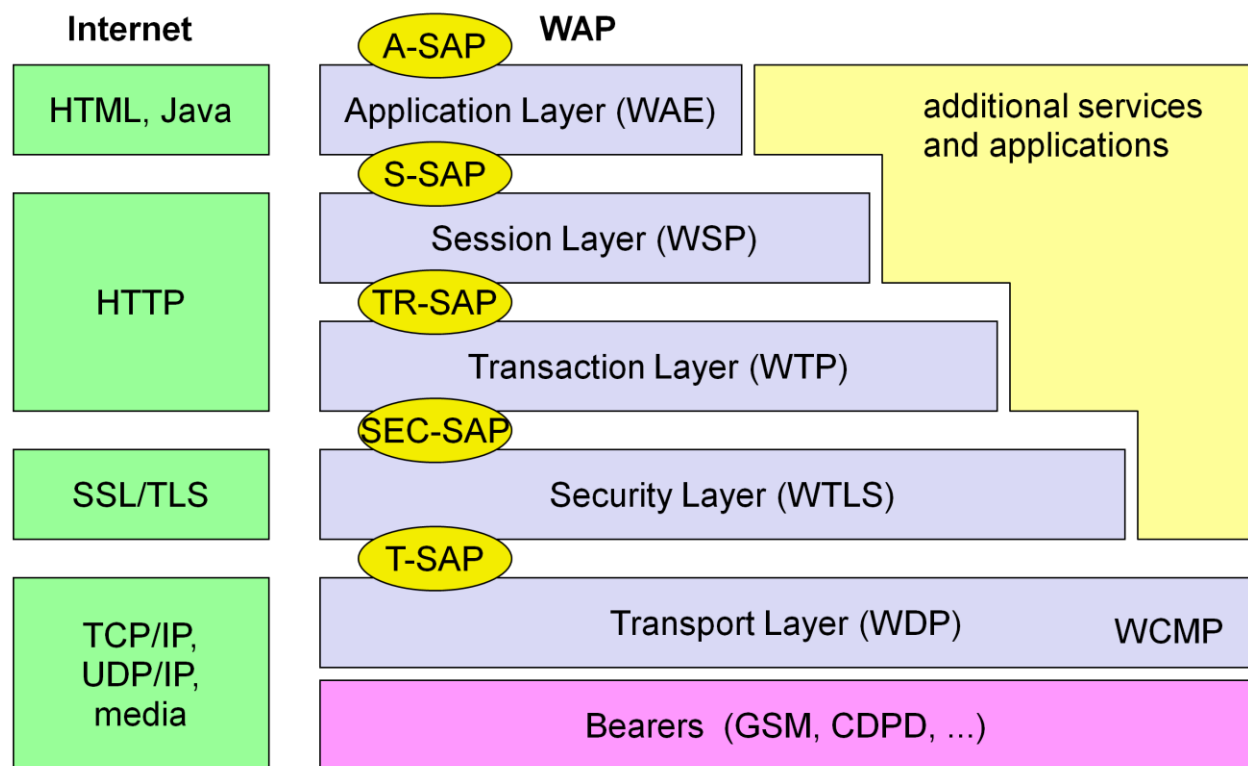 Internet
WAP
A-SAP
HTML, Java
Application Layer (WAE)
additional services
and applications
S-SAP
HTTP
Session Layer (WSP)
TR-SAP
Transaction Layer (WTP)
SEC-SAP
SSL/TLS
Security Layer (WTLS)
T-SAP
TCP/IP,
UDP/IP,
media
Transport Layer (WDP)
WCMP
Bearers (GSM, CDPD, ...)